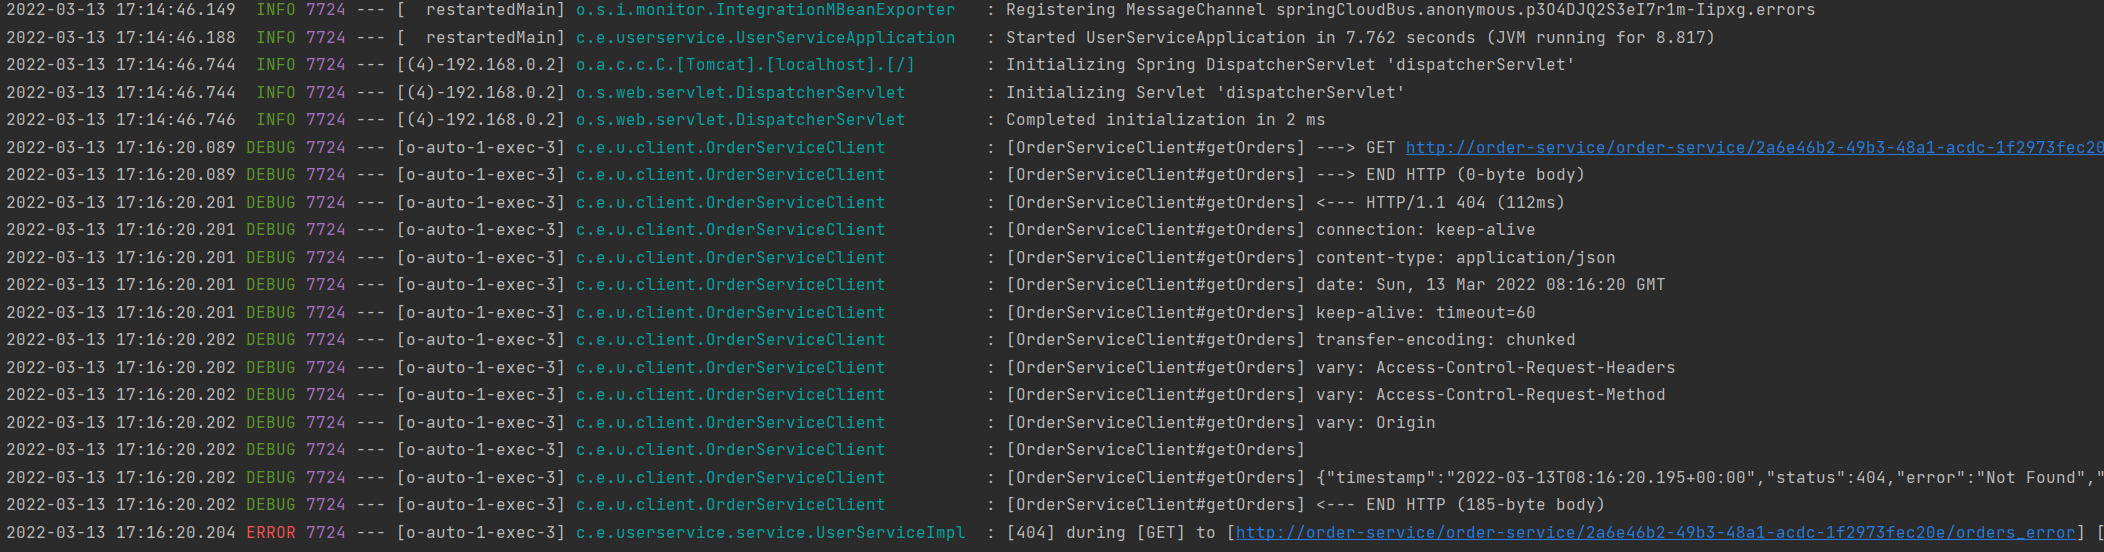 2022-03-13 17:14:46.149  INFO 7724 --- [  restartedMain] o.s.i.monitor.IntegrationMBeanExporter   : Registering MessageChannel springCloudBus.anonymous.p3O4DJQ2S3eI7r1m-Iipxg.errors
2022-03-13 17:14:46.188  INFO 7724 --- [  restartedMain] c.e.userservice.UserServiceApplication   : Started UserServiceApplication in 7.762 seconds (JVM running for 8.817)
2022-03-13 17:14:46.744  INFO 7724 --- [(4)-192.168.0.2] o.a.c.c.C.[Tomcat].[localhost].[/]       : Initializing Spring DispatcherServlet 'dispatcherServlet'
2022-03-13 17:14:46.744  INFO 7724 --- [(4)-192.168.0.2] o.s.web.servlet.DispatcherServlet        : Initializing Servlet 'dispatcherServlet'
2022-03-13 17:14:46.746  INFO 7724 --- [(4)-192.168.0.2] o.s.web.servlet.DispatcherServlet        : Completed initialization in 2 ms
2022-03-13 17:16:20.089 DEBUG 7724 --- [o-auto-1-exec-3] c.e.u.client.OrderServiceClient          : [OrderServiceClient#getOrders] ---> GET http://order-service/order-service/2a6e46b2-49b3-48a1-acdc-1f2973fec20
2022-03-13 17:16:20.089 DEBUG 7724 --- [o-auto-1-exec-3] c.e.u.client.OrderServiceClient          : [OrderServiceClient#getOrders] ---> END HTTP (0-byte body)
2022-03-13 17:16:20.201 DEBUG 7724 --- [o-auto-1-exec-3] c.e.u.client.OrderServiceClient          : [OrderServiceClient#getOrders] <--- HTTP/1.1 404 (112ms)
2022-03-13 17:16:20.201 DEBUG 7724 --- [o-auto-1-exec-3] c.e.u.client.OrderServiceClient          : [OrderServiceClient#getOrders] connection: keep-alive
2022-03-13 17:16:20.201 DEBUG 7724 --- [o-auto-1-exec-3] c.e.u.client.OrderServiceClient          : [OrderServiceClient#getOrders] content-type: application/json
2022-03-13 17:16:20.201 DEBUG 7724 --- [o-auto-1-exec-3] c.e.u.client.OrderServiceClient          : [OrderServiceClient#getOrders] date: Sun, 13 Mar 2022 08:16:20 GMT
2022-03-13 17:16:20.201 DEBUG 7724 --- [o-auto-1-exec-3] c.e.u.client.OrderServiceClient          : [OrderServiceClient#getOrders] keep-alive: timeout=60
2022-03-13 17:16:20.202 DEBUG 7724 --- [o-auto-1-exec-3] c.e.u.client.OrderServiceClient          : [OrderServiceClient#getOrders] transfer-encoding: chunked
2022-03-13 17:16:20.202 DEBUG 7724 --- [o-auto-1-exec-3] c.e.u.client.OrderServiceClient          : [OrderServiceClient#getOrders] vary: Access-Control-Request-Headers
2022-03-13 17:16:20.202 DEBUG 7724 --- [o-auto-1-exec-3] c.e.u.client.OrderServiceClient          : [OrderServiceClient#getOrders] vary: Access-Control-Request-Method
2022-03-13 17:16:20.202 DEBUG 7724 --- [o-auto-1-exec-3] c.e.u.client.OrderServiceClient          : [OrderServiceClient#getOrders] vary: Origin
2022-03-13 17:16:20.202 DEBUG 7724 --- [o-auto-1-exec-3] c.e.u.client.OrderServiceClient          : [OrderServiceClient#getOrders]
2022-03-13 17:16:20.202 DEBUG 7724 --- [o-auto-1-exec-3] c.e.u.client.OrderServiceClient          : [OrderServiceClient#getOrders] {"timestamp":"2022-03-13T08:16:20.195+00:00","status":404,"error":"Not Found","
2022-03-13 17:16:20.202 DEBUG 7724 --- [o-auto-1-exec-3] c.e.u.client.OrderServiceClient          : [OrderServiceClient#getOrders] <--- END HTTP (185-byte body)
2022-03-13 17:16:20.204 ERROR 7724 --- [o-auto-1-exec-3] c.e.userservice.service.UserServiceImpl  : [404] during [GET] to [http://order-service/order-service/2a6e46b2-49b3-48a1-acdc-1f2973fec20e/orders_error] [